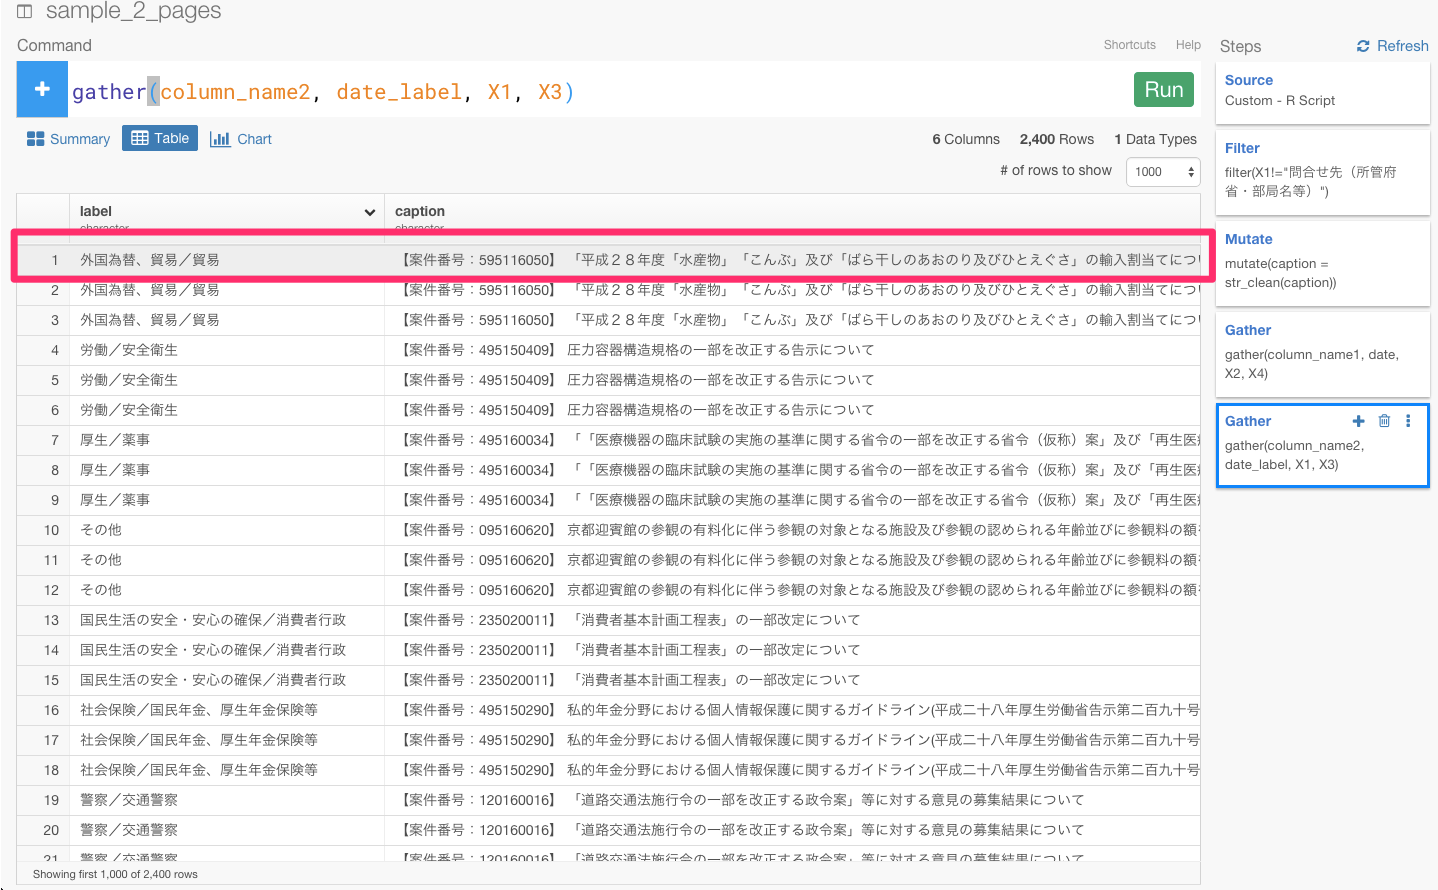 sample_2_pages
Command
Shortcuts Help
gather(column_name2, date_label, X1, X3)
Run
Summary Table Chart
6 Columns 2,400 Rows 1 Data Types
# of rows to show 1000
label caption
character character
1 外国為替、貿易／貿易 【案件番号：595116050】 「平成２８年度「水産物」「こんぶ」及び「ばら干しのあおのり及びひとえぐさ」の輸入割当てについ
2 外国為替、貿易／貿易 【案件番号：595116050】 「平成２８年度「水産物」「こんぶ」及び「ばら干しのあおのり及びひとえぐさ」の輸入割当てについ
3 外国為替、貿易／貿易 【案件番号：595116050】 「平成２８年度「水産物」「こんぶ」及び「ばら干しのあおのり及びひとえぐさ」の輸入割当てについ
4 労働／安全衛生 【案件番号：495150409】 圧力容器構造規格の一部を改正する告示について
5 労働／安全衛生 【案件番号：495150409】 圧力容器構造規格の一部を改正する告示について
6 労働／安全衛生 【案件番号：495150409】 圧力容器構造規格の一部を改正する告示について
7 厚生／薬事 【案件番号：495160034】 「「医療機器の臨床試験の実施の基準に関する省令の一部を改正する省令（仮称）案」及び「再生医療
8 厚生／薬事 【案件番号：495160034】 「「医療機器の臨床試験の実施の基準に関する省令の一部を改正する省令（仮称）案」及び「再生医療
9 厚生／薬事 【案件番号：495160034】 「「医療機器の臨床試験の実施の基準に関する省令の一部を改正する省令（仮称）案」及び「再生医療
10 その他 【案件番号：095160620】 京都迎賓館の参観の有料化に伴う参観の対象となる施設及び参観の認められる年齢並びに参観料の額を
11 その他 【案件番号：095160620】 京都迎賓館の参観の有料化に伴う参観の対象となる施設及び参観の認められる年齢並びに参観料の額を
12 その他 【案件番号：095160620】 京都迎賓館の参観の有料化に伴う参観の対象となる施設及び参観の認められる年齢並びに参観料の額を
13 国民生活の安全・安心の確保／消費者行政 【案件番号：235020011】 「消費者基本計画工程表」の一部改定について
14 国民生活の安全・安心の確保／消費者行政 【案件番号：235020011】 「消費者基本計画工程表」の一部改定について
15 国民生活の安全・安心の確保／消費者行政 【案件番号：235020011】 「消費者基本計画工程表」の一部改定について
16 社会保険／国民年金、厚生年金保険等 【案件番号：495150290】 私的年金分野における個人情報保護に関するガイドライン(平成二十八年厚生労働省告示第二百九十号
17 社会保険／国民年金、厚生年金保険等 【案件番号：495150290】 私的年金分野における個人情報保護に関するガイドライン(平成二十八年厚生労働省告示第二百九十号
18 社会保険／国民年金、厚生年金保険等 【案件番号：495150290】 私的年金分野における個人情報保護に関するガイドライン(平成二十八年厚生労働省告示第二百九十号
19 警察／交通警察 【案件番号：120160016】 「道路交通法施行令の一部を改正する政令案」等に対する意見の募集結果について
20 警察／交通警察 【案件番号：120160016】 「道路交通法施行令の一部を改正する政令案」等に対する意見の募集結果について
21 警察／交通警察 【案件番号：120160016】 「道路交通法施行令の一部を改正する政令案」等に対する意見の募集結果について
Showing first 1,000 of 2,400 rows
Steps Refresh
Source
Custom - R Script
Filter
filter(X1!="問合せ先（所管府
省・部局名等）")
Mutate
mutate(caption =
str_clean(caption))
Gather
gather(column_name1, date,
X2, X4)
Gather
gather(column_name2,
date_label, X1, X3)